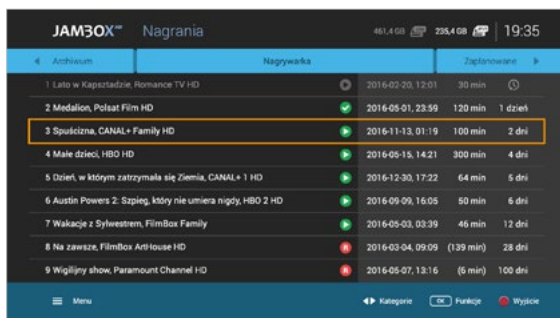 JAMBOX Nagrania 461,4 GB 235,4 GB 19:35
Archiwum Nagrywarka Zaplanowane
1 Lato w Kapsztadzie, Romance TV HD 2016-02-20, 12:01 30 min
2 Medalion, Polsat Film HD 2016-05-01, 23:59 120 min 1 dzień
3 Spuścizna, CANAL+ Family HD 2016-11-13, 01:19 100 min 2 dni
4 Małe dzieci, HBO HD 2016-05-15, 14:21 300 min 4 dni
5 Dzień, w którym zatrzymała się Ziemia, CANAL+ 1 HD 2016-12-30, 17:22 64 min 5 dni
6 Austin Powers 2: Szpieg, który nie umiera nigdy, HBO 2 HD 2016-09-09, 16:05 50 min 6 dni
7 Wakacje z Sylwestrem, FilmBox Family 2016-05-03, 03:39 46 min 12 dni
8 Na zawsze, FilmBox ArtHouse HD R 2016-03-04, 09:09 (139 min) 28 dni
9 Wigilijny show, Paramount Channel HD R 2016-05-07, 13:16 (6 min) 100 dni
Menu Kategorie OK Funkcje Wyjście